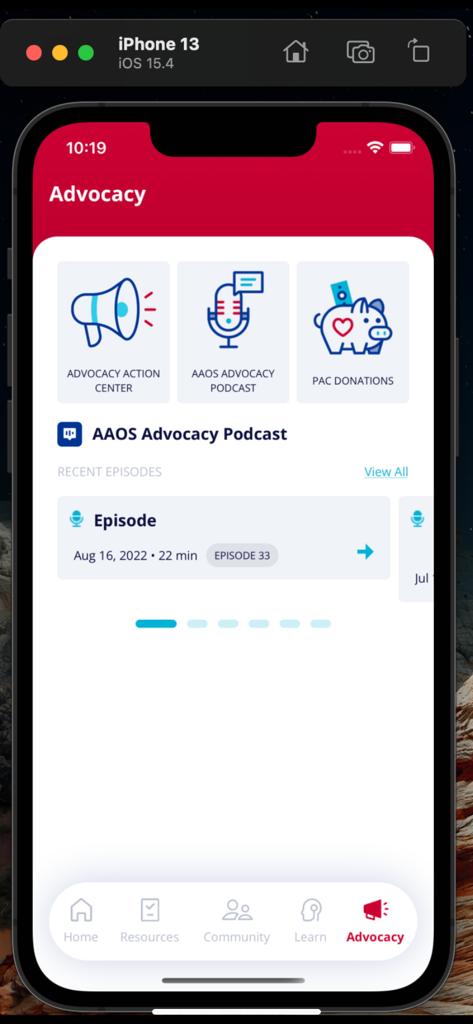 iPhone 13
iOS 15.4
10:19
Advocacy
ADVOCACY ACTION
CENTER
AAOS ADVOCACY
PODCAST
PAC DONATIONS
AAOS Advocacy Podcast
RECENT EPISODES
View All
Episode
Aug 16, 2022 • 22 min
EPISODE 33
Jul
Home
Resources
Community
Learn
Advocacy